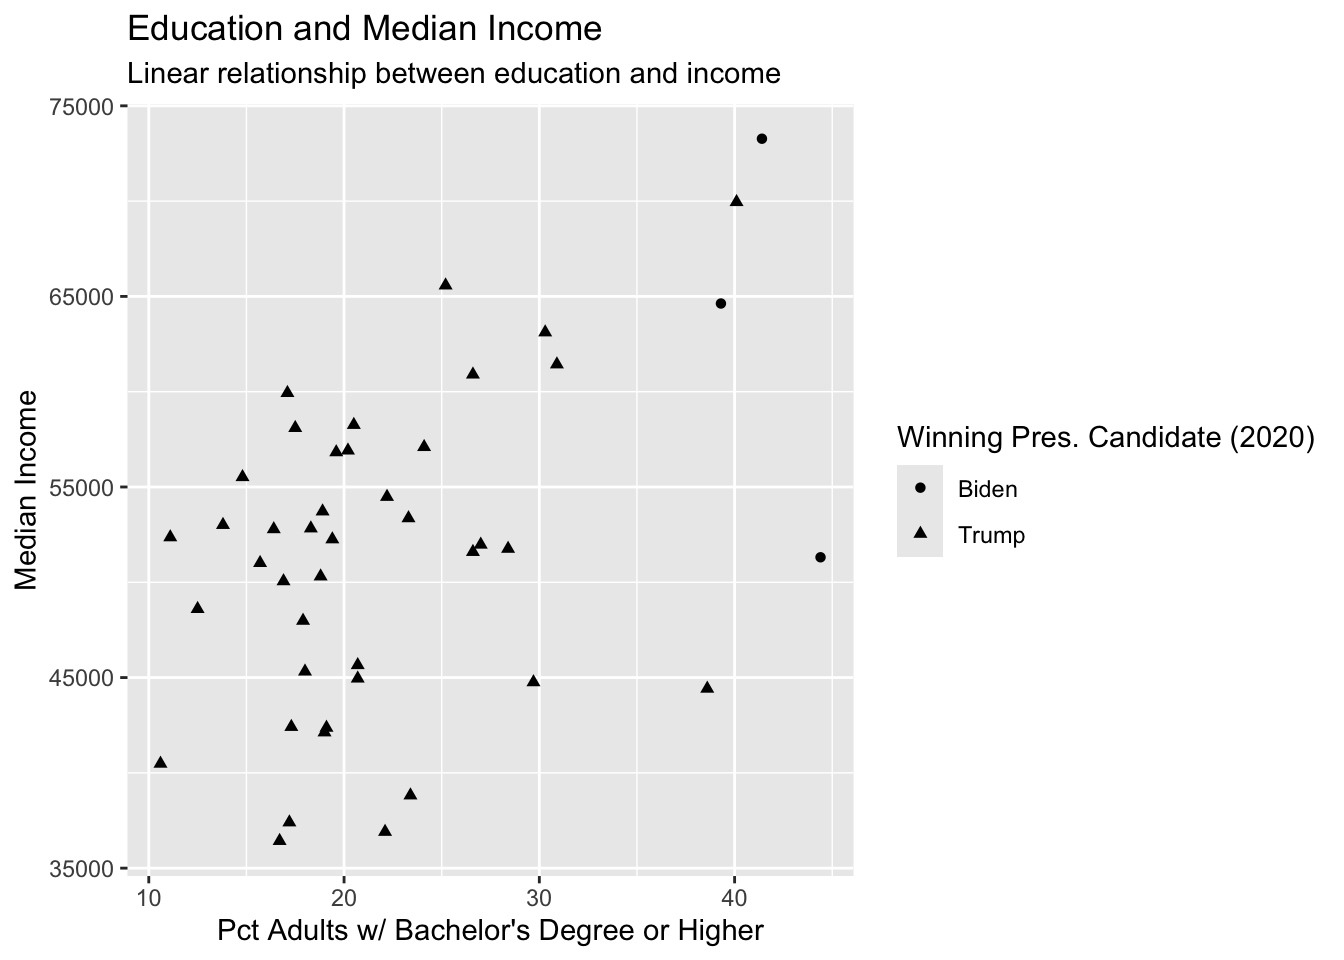 Education and Median Income
Linear relationship between education and income
75000
65000
55000
45000
35000
Median Income
10
20
30
40
Pct Adults w/ Bachelor's Degree or Higher
Winning Pres. Candidate (2020)
Biden
Trump